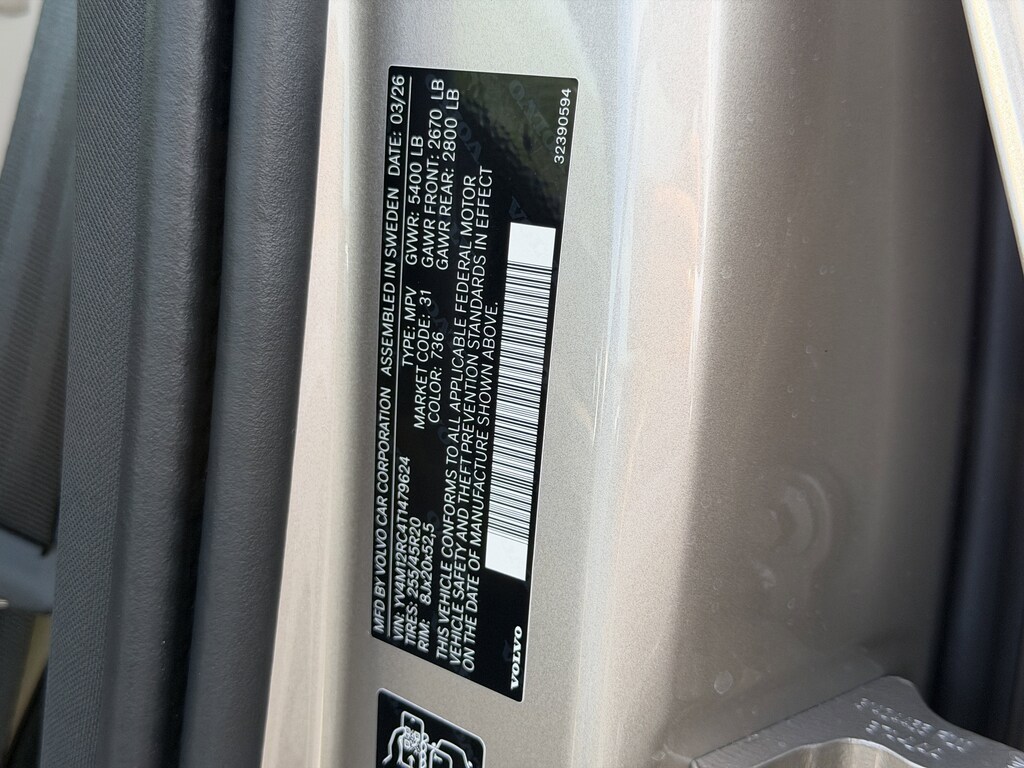 MFD BY VOLVO CAR CORPORATION ASSEMBLED IN SWEDEN DATE: 03/26
VIN: YV4M12RC4T1479624 TYPE: MPV GVWR: 5400 LB
TIRES: 255/45R20 MARKET CODE: 31 GAWR FRONT: 2670 LB
RIM: 8Jx20x52,5 COLOR: 736 GAWR REAR: 2800 LB
THIS VEHICLE CONFORMS TO ALL APPLICABLE FEDERAL MOTOR
VEHICLE SAFETY AND THEFT PREVENTION STANDARDS IN EFFECT
ON THE DATE OF MANUFACTURE SHOWN ABOVE.
VOLVO
32390594